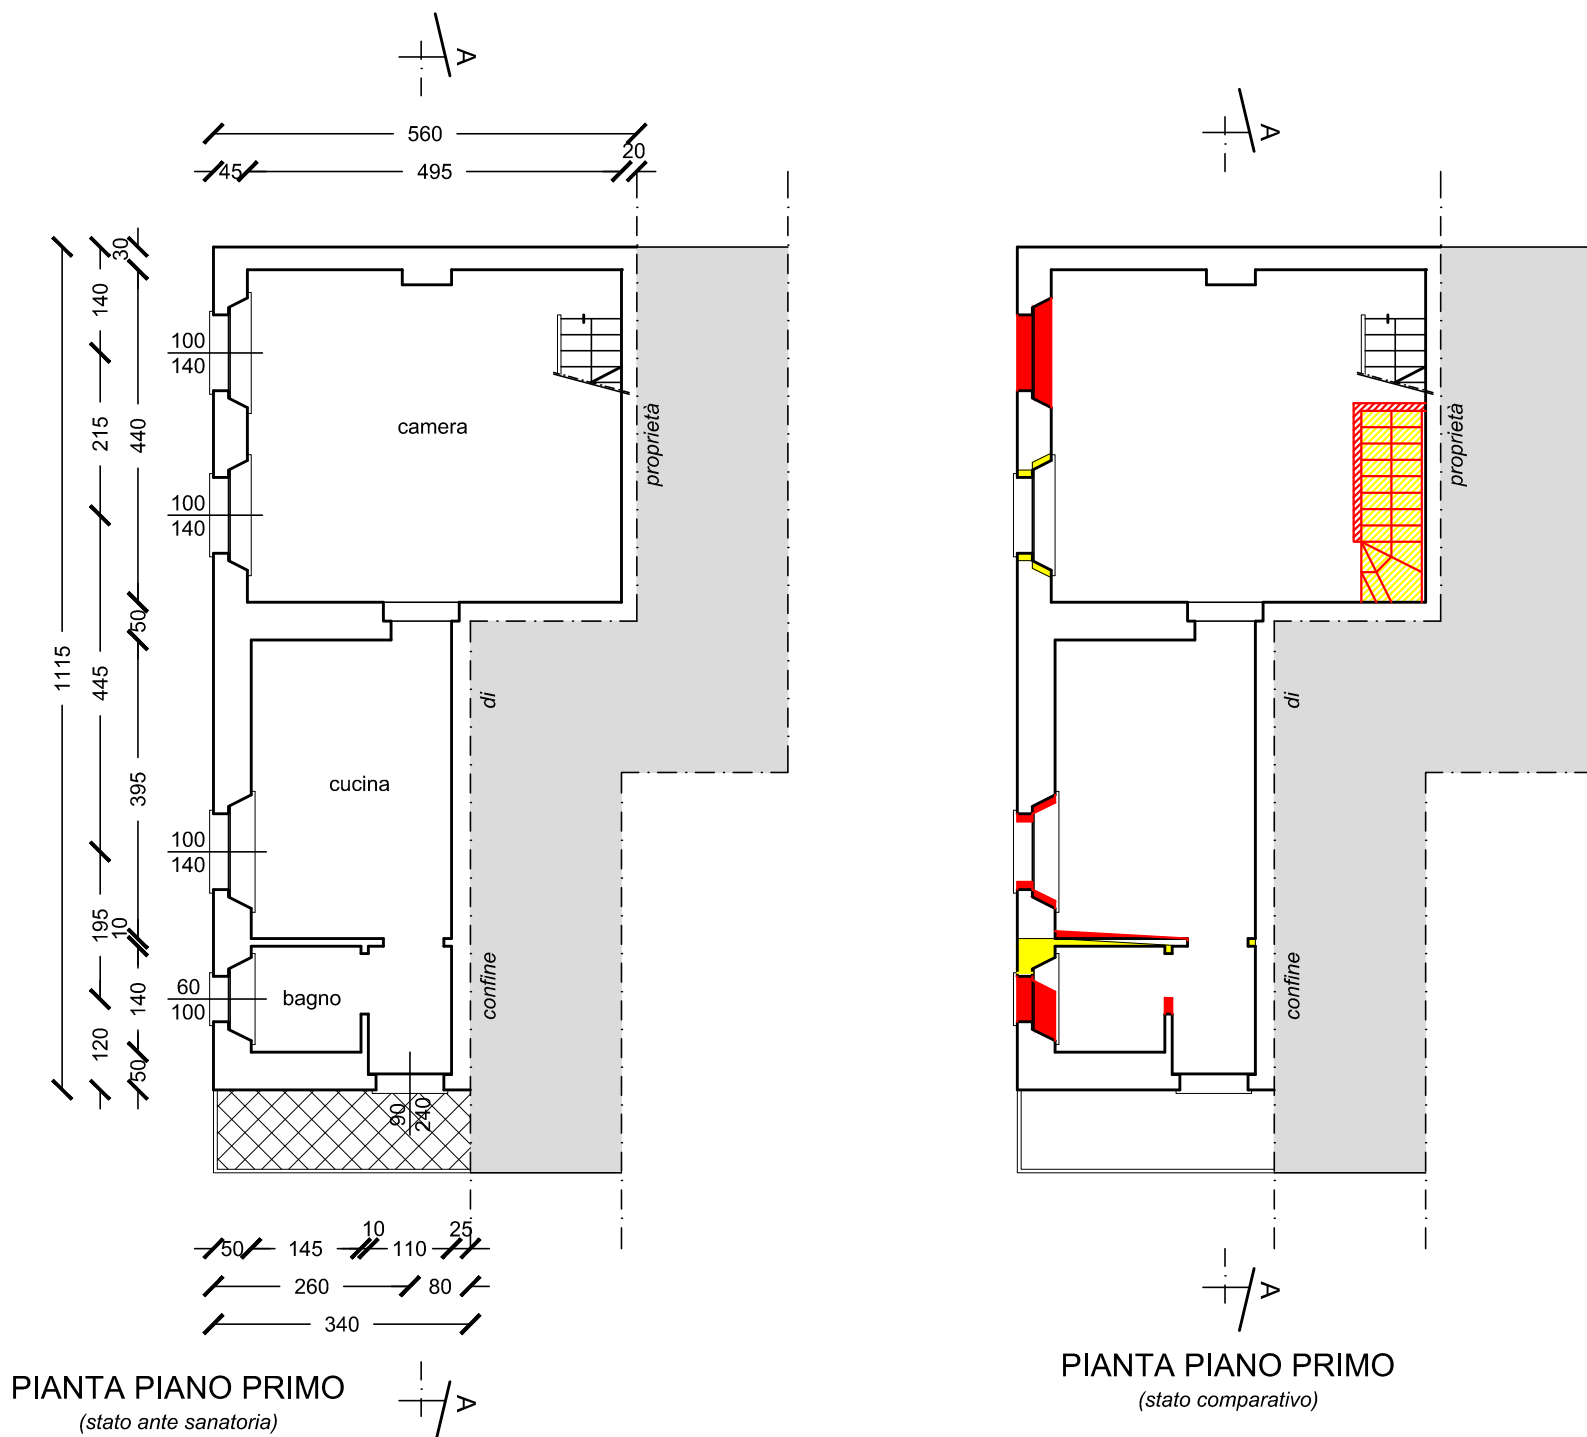 A
560
20
45
495
30
140
100
140
215
440
camera
proprietà
100
140
50
1115
445
di
395
cucina
100
140
195
10
60
100
bagno
140
confine
120
50
90
240
10
25
50
145
110
260
80
340
A
PIANTA PIANO PRIMO
(stato ante sanatoria)
A
proprietà
di
confine
A
PIANTA PIANO PRIMO
(stato comparativo)